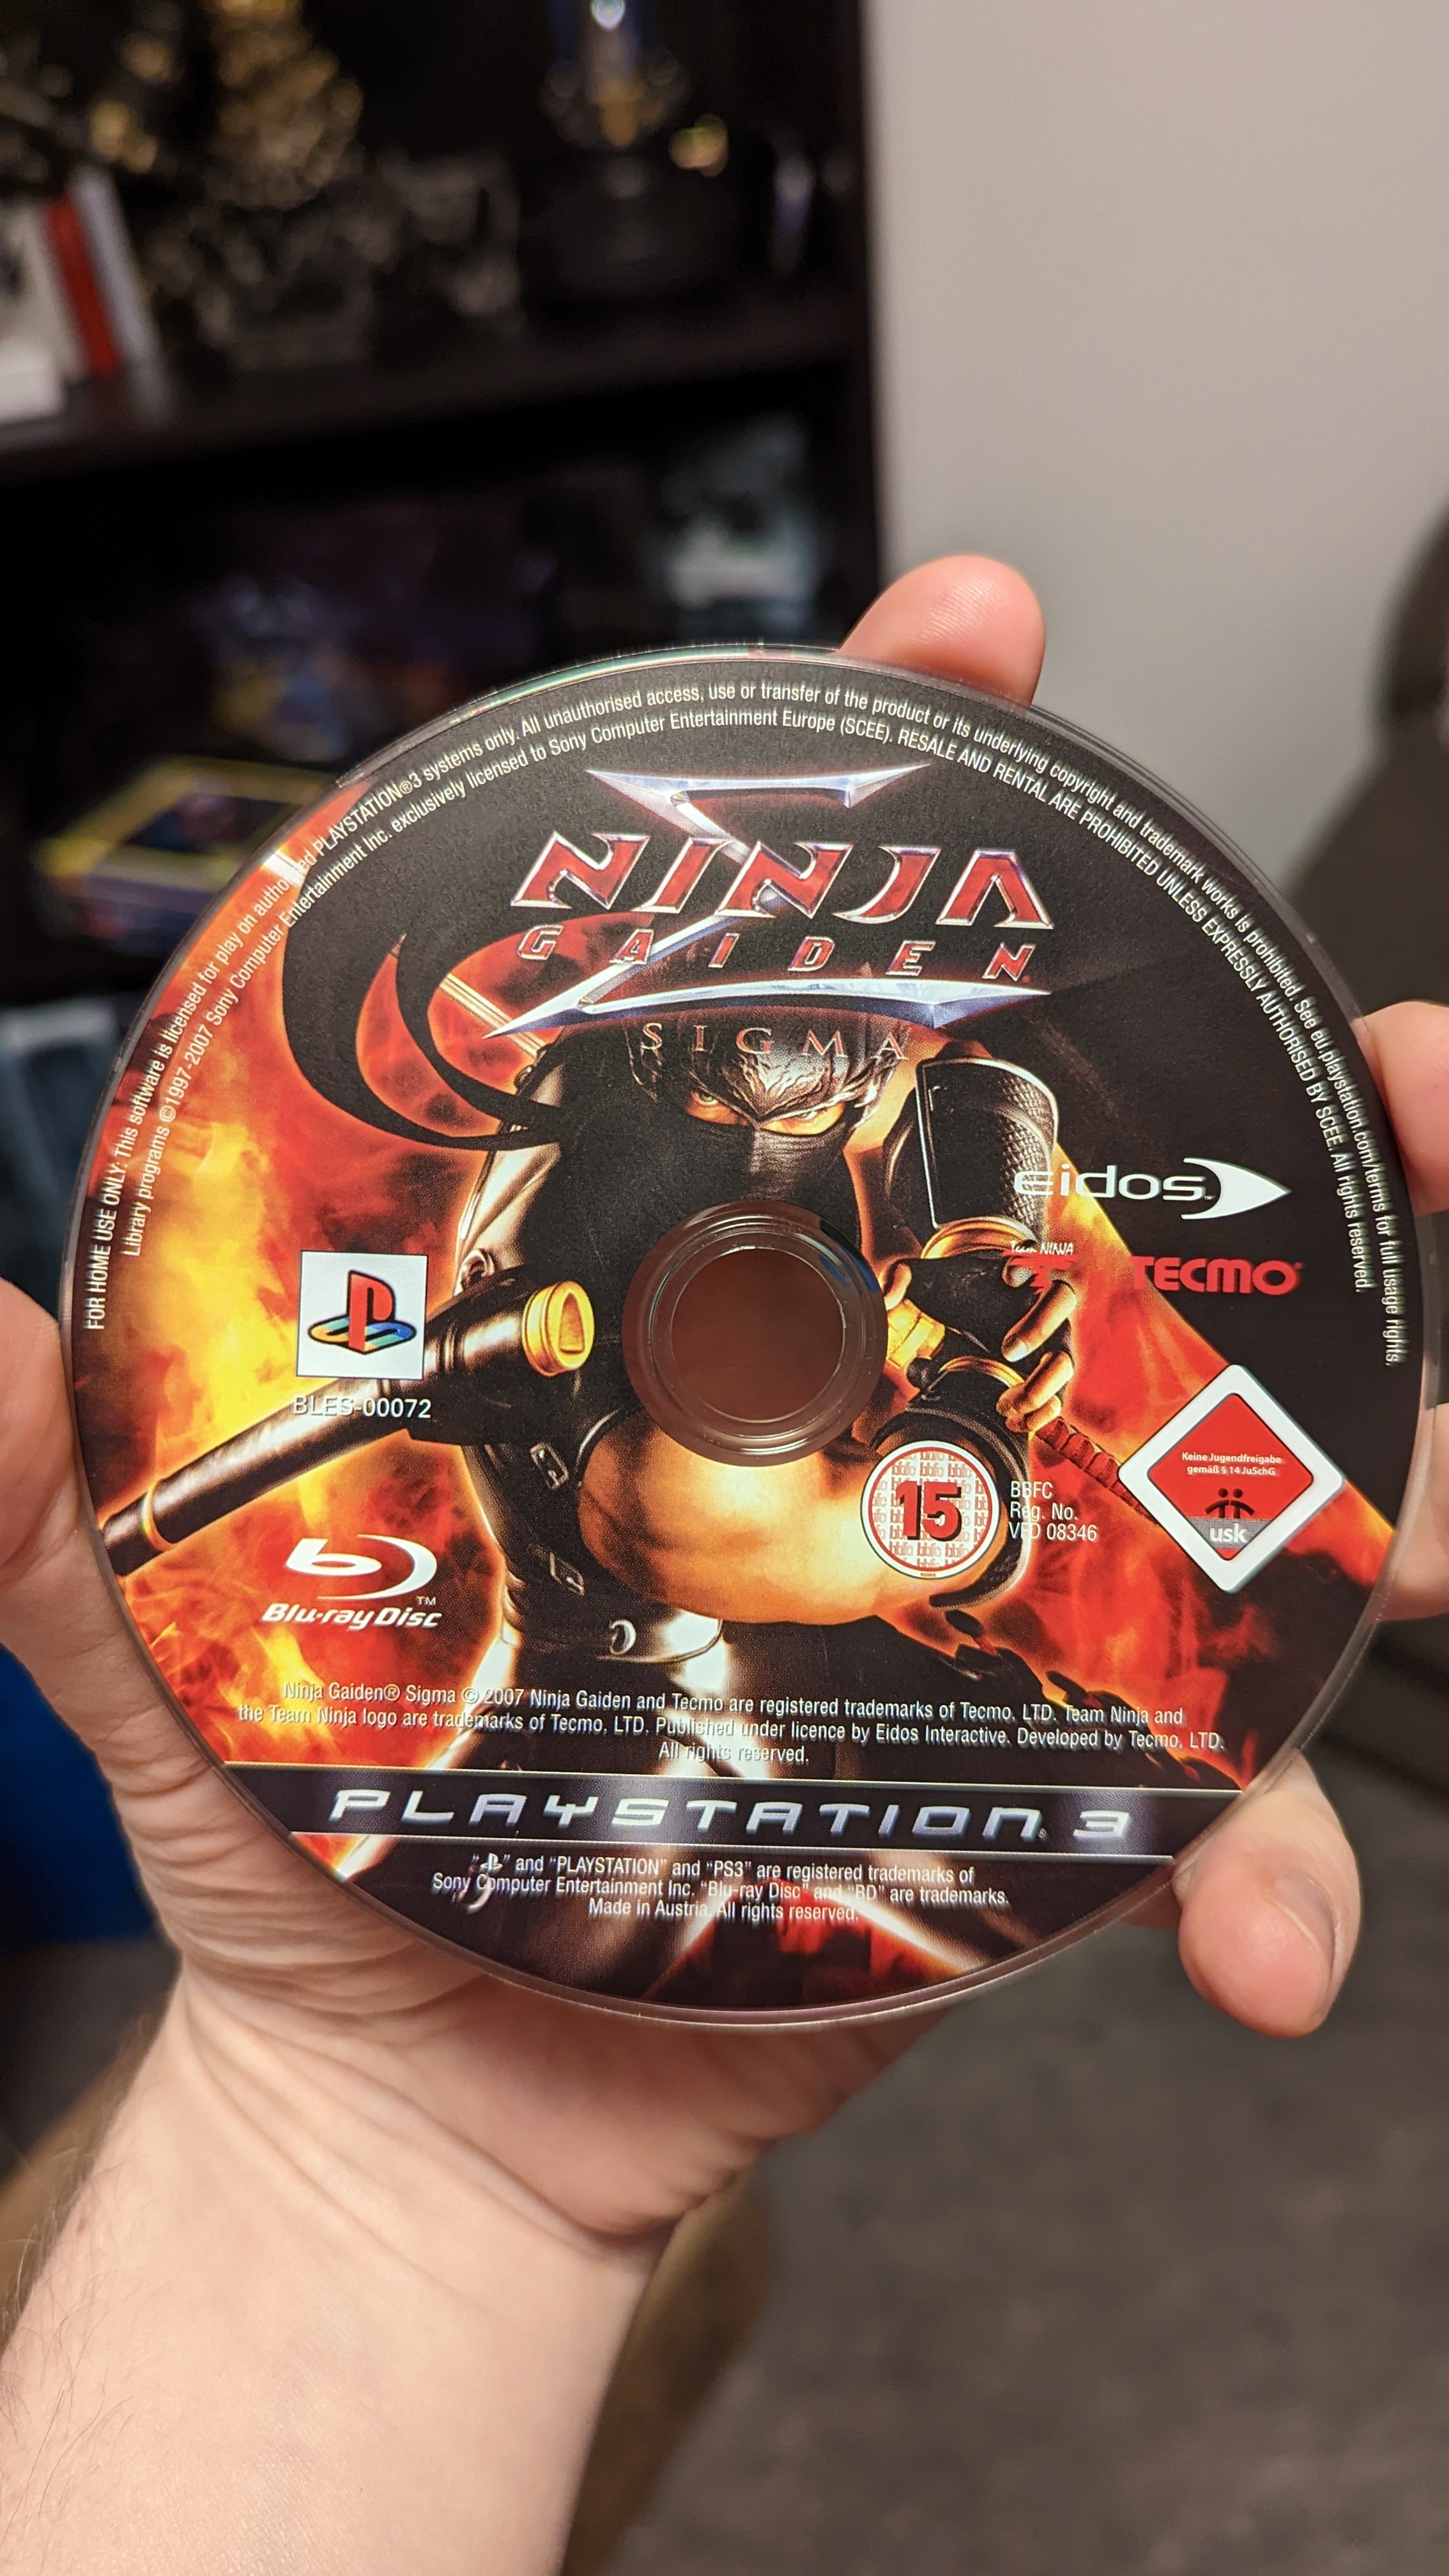 FOR HOME USE ONLY: This software is licensed for play on authorised PLAYSTATION®3 systems only. All unauthorised access, use or transfer of the product or its underlying copyright and trademark works is prohibited. See eu.playstation.com/terms for full usage rights.
Library programs ©1997-2007 Sony Computer Entertainment Inc. exclusively licensed to Sony Computer Entertainment Europe (SCEE). RESALE AND RENTAL ARE PROHIBITED UNLESS EXPRESSLY AUTHORISED BY SCEE. All rights reserved.
NINJA
GAIDEN
SIGMA
eidos™
Team NINJA
TECMO®
BLES-00072
Keine Jugendfreigabe
gemäß § 14 JuSchG
usk
15
BBFC
Reg. No.
VFD 08346
Blu-ray Disc™
Ninja Gaiden® Sigma © 2007 Ninja Gaiden and Tecmo are registered trademarks of Tecmo, LTD. Team Ninja and
the Team Ninja logo are trademarks of Tecmo, LTD. Published under licence by Eidos Interactive. Developed by Tecmo, LTD.
All rights reserved.
PLAYSTATION® 3
" " and "PLAYSTATION" and "PS3" are registered trademarks of
Sony Computer Entertainment Inc. "Blu-ray Disc" and "BD" are trademarks.
Made in Austria. All rights reserved.